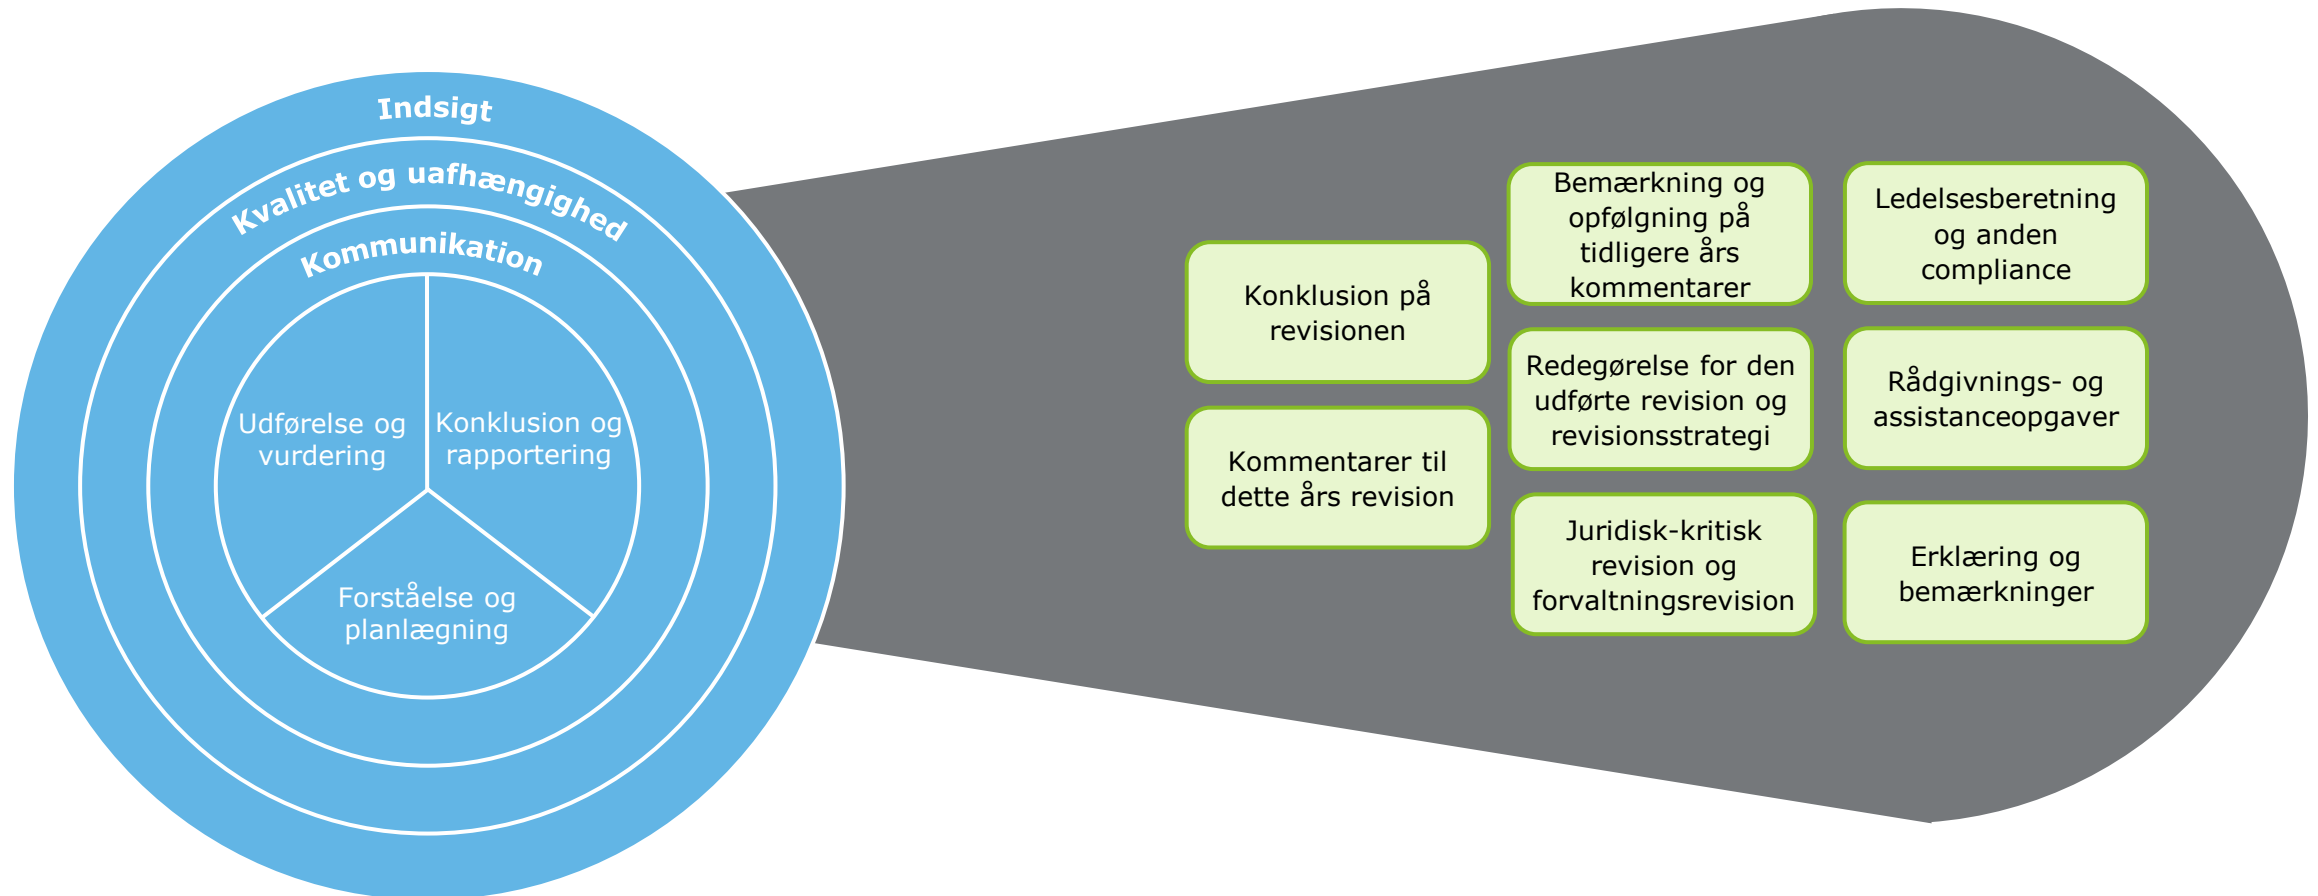 Indsigt
Kvalitet og uafhængighed
Kommunikation
Udførelse og
vurdering
Konklusion og
rapportering
Forståelse og
planlægning
Konklusion på
revisionen
Kommentarer til
dette års revision
Bemærkning og
opfølgning på
tidligere års
kommentarer
Redegørelse for den
udførte revision og
revisionsstrategi
Juridisk-kritisk
revision og
forvaltningsrevision
Ledelsesberetning
og anden
compliance
Rådgivnings- og
assistanceopgaver
Erklæring og
bemærkninger